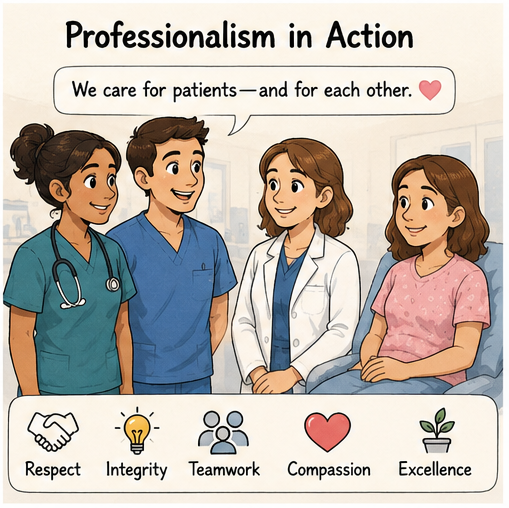 Professionalism in Action
We care for patients—and for each other.
Respect
Integrity
Teamwork
Compassion
Excellence